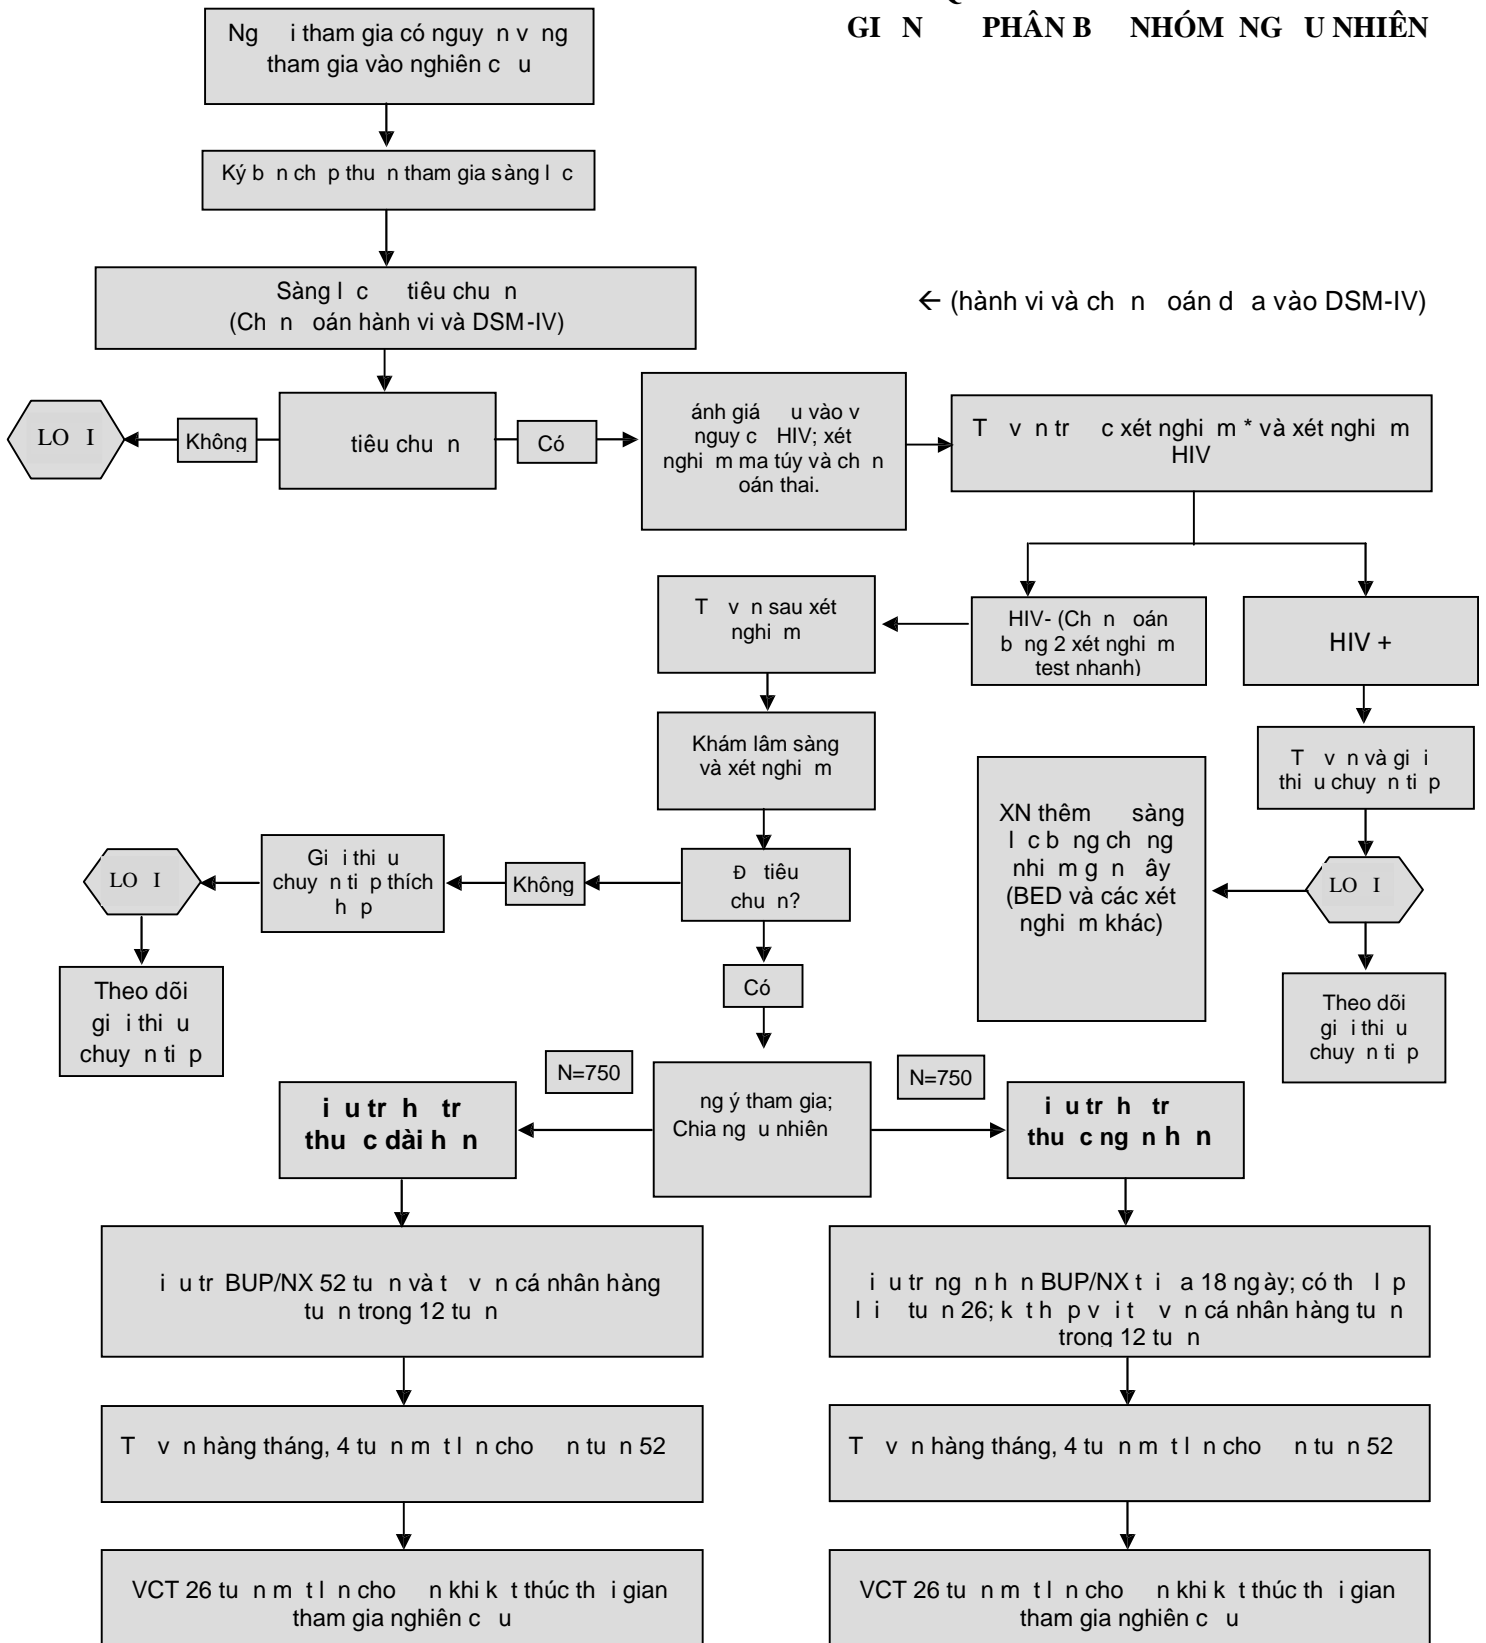 GI N PHÂN B NHÓM NG U NHIÊN
Ng i tham gia có nguy n v ng
tham gia vào nghiên c u
Ký b n ch p thu n tham gia sàng l c
Sàng l c tiêu chu n
(Ch n oán hành vi và DSM-IV)
← (hành vi và ch n oán d a vào DSM-IV)
LO I
Không
tiêu chu n
Có
ánh giá u vào v
nguy c HIV; xét
nghi m ma túy và ch n
oán thai.
T v n tr c xét nghi m * và xét nghi m
HIV
T v n sau xét
nghi m
HIV- (Ch n oán
b ng 2 xét nghi m
test nhanh)
HIV +
Khám lâm sàng
và xét nghi m
T v n và gi i
thi u chuy n ti p
XN thêm sàng
l c b ng ch ng
nhi m g n ây
(BED và các xét
nghi m khác)
LO I
Gi i thi u
chuy n ti p thích
h p
Không
Đ tiêu
chu n?
LO I
Theo dõi
gi i thi u
chuy n ti p
Có
Theo dõi
gi i thi u
chuy n ti p
N=750
N=750
i u tr h tr
thu c dài h n
ng ý tham gia;
Chia ng u nhiên
i u tr h tr
thu c ng n h n
i u tr BUP/NX 52 tu n và t v n cá nhân hàng
tu n trong 12 tu n
i u tr ng n h n BUP/NX t i a 18 ngày; có th l p
l i tu n 26; k t h p v i t v n cá nhân hàng tu n
trong 12 tu n
T v n hàng tháng, 4 tu n m t l n cho n tu n 52
T v n hàng tháng, 4 tu n m t l n cho n tu n 52
VCT 26 tu n m t l n cho n khi k t thúc th i gian
tham gia nghiên c u
VCT 26 tu n m t l n cho n khi k t thúc th i gian
tham gia nghiên c u